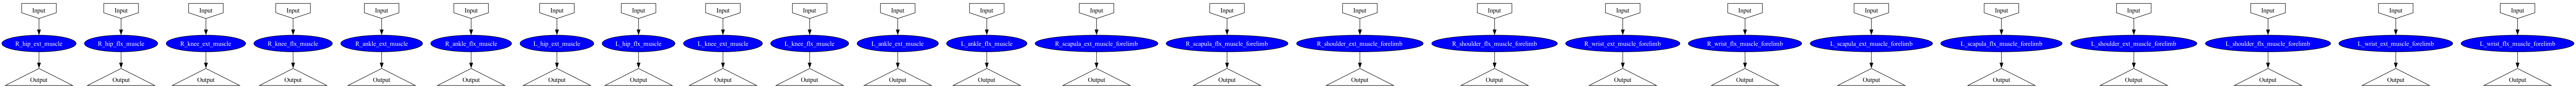 Input Input Input Input Input Input Input Input Input Input Input Input Input Input Input Input Input Input Input Input Input Input Input Input
R_hip_ext_muscle R_hip_flx_muscle R_knee_ext_muscle R_knee_flx_muscle R_ankle_ext_muscle R_ankle_flx_muscle L_hip_ext_muscle L_hip_flx_muscle L_knee_ext_muscle L_knee_flx_muscle L_ankle_ext_muscle L_ankle_flx_muscle R_scapula_ext_muscle_forelimb R_scapula_flx_muscle_forelimb R_shoulder_ext_muscle_forelimb R_shoulder_flx_muscle_forelimb R_wrist_ext_muscle_forelimb R_wrist_flx_muscle_forelimb L_scapula_ext_muscle_forelimb L_scapula_flx_muscle_forelimb L_shoulder_ext_muscle_forelimb L_shoulder_flx_muscle_forelimb L_wrist_ext_muscle_forelimb L_wrist_flx_muscle_forelimb
Output Output Output Output Output Output Output Output Output Output Output Output Output Output Output Output Output Output Output Output Output Output Output Output